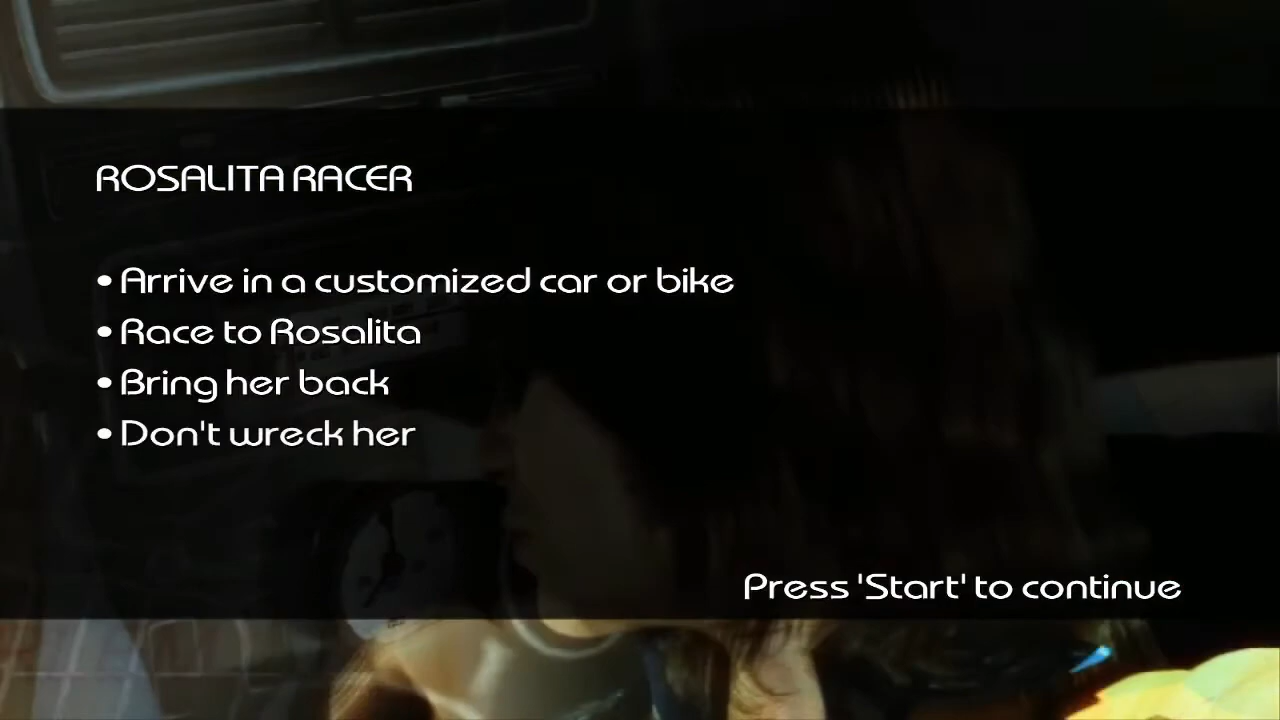 ROSALITA RACER
• Arrive in a customized car or bike
• Race to Rosalita
• Bring her back
• Don't wreck her
Press 'Start' to continue